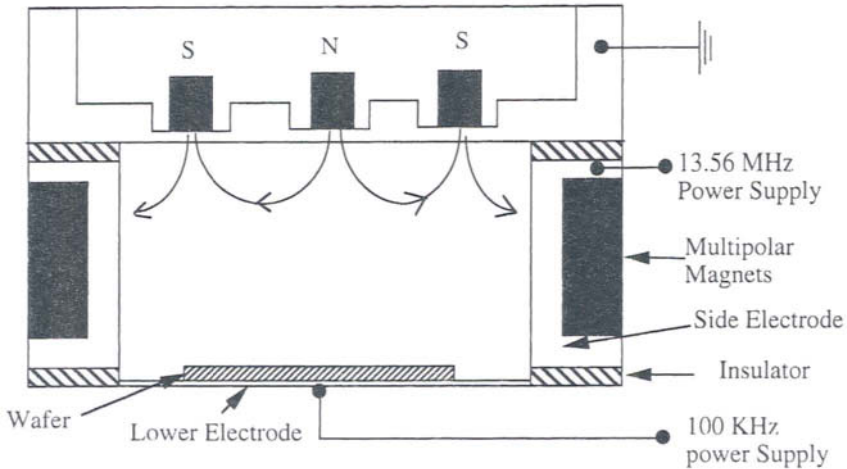 S
N
S
13.56 MHz
Power Supply
Multipolar
Magnets
Side Electrode
Insulator
Wafer
Lower Electrode
100 KHz
power Supply